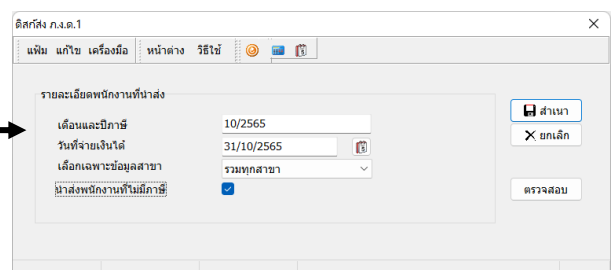 ดิสก์ส่ง ภ.ง.ด.1
แฟ้ม แก้ไข เครื่องมือ หน้าต่าง วิธีใช้
รายละเอียดพนักงานที่นำส่ง
เดือนและปีภาษี 10/2565
วันที่จ่ายเงินได้ 31/10/2565
เลือกเฉพาะข้อมูลสาขา รวมทุกสาขา
นำส่งพนักงานที่ไม่มีภาษี
สำเนา
ยกเลิก
ตรวจสอบ